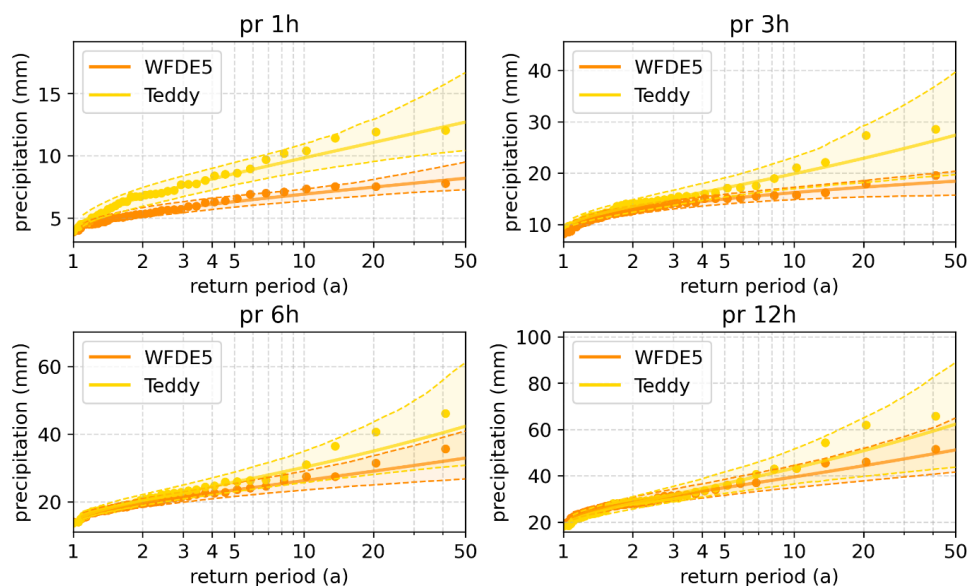 pr 1h
precipitation (mm)
15
10
5
WFDE5
Teddy
1 2 3 4 5 10 20 50
return period (a)
pr 3h
precipitation (mm)
40
30
20
10
WFDE5
Teddy
1 2 3 4 5 10 20 50
return period (a)
pr 6h
precipitation (mm)
60
40
20
WFDE5
Teddy
1 2 3 4 5 10 20 50
return period (a)
pr 12h
precipitation (mm)
100
80
60
40
20
WFDE5
Teddy
1 2 3 4 5 10 20 50
return period (a)